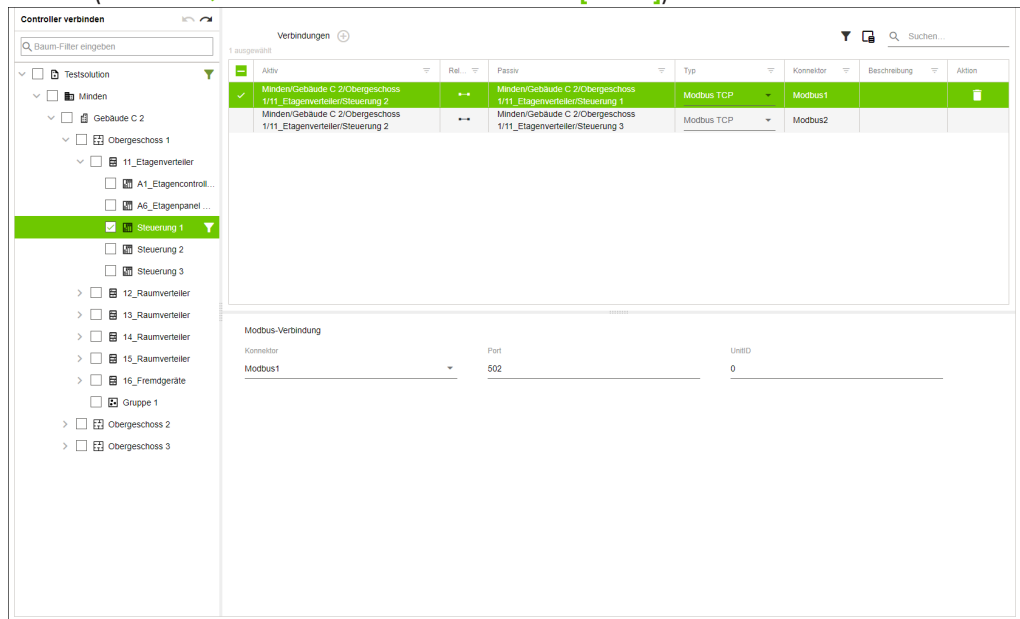 Controller verbinden
Baum-Filter eingeben
Testsolution
Minden
Gebäude C 2
Obergeschoss 1
11_Etagenverteiler
A1_Etagencontroll...
A6_Etagenpanel ...
Steuerung 1
Steuerung 2
Steuerung 3
12_Raumverteiler
13_Raumverteiler
14_Raumverteiler
15_Raumverteiler
16_Fremdgeräte
Gruppe 1
Obergeschoss 2
Obergeschoss 3
Verbindungen
Suchen...
1 ausgewählt
Aktiv Rel... Passiv Typ Konnektor Beschreibung Aktion
Minden/Gebäude C 2/Obergeschoss Minden/Gebäude C 2/Obergeschoss
1/11_Etagenverteiler/Steuerung 2 1/11_Etagenverteiler/Steuerung 1 Modbus TCP Modbus1
Minden/Gebäude C 2/Obergeschoss Minden/Gebäude C 2/Obergeschoss
1/11_Etagenverteiler/Steuerung 2 1/11_Etagenverteiler/Steuerung 3 Modbus TCP Modbus2
Modbus-Verbindung
Konnektor Port UnitID
Modbus1 502 0